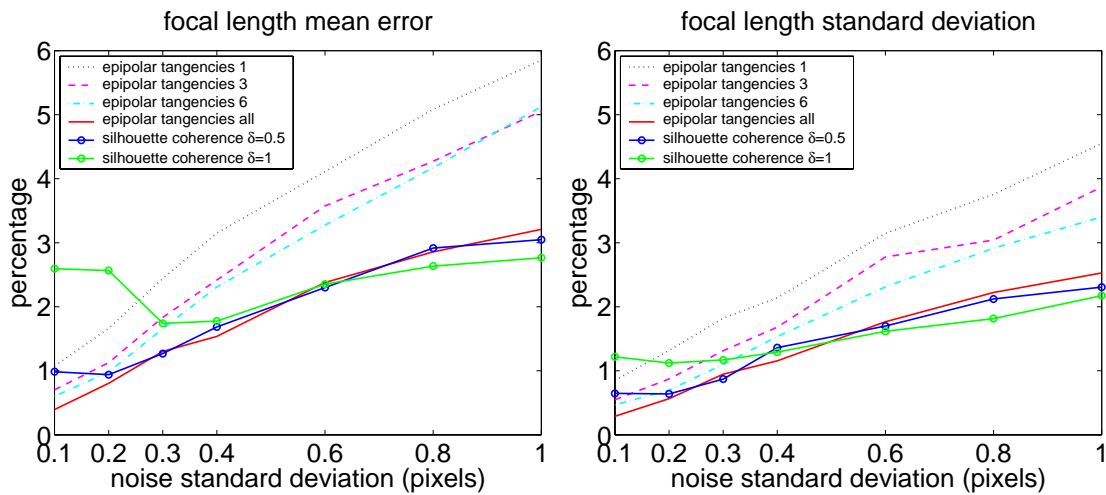 focal length mean error
6
5
4
3
2
1
0
percentage
epipolar tangencies 1
epipolar tangencies 3
epipolar tangencies 6
epipolar tangencies all
silhouette coherence δ=0.5
silhouette coherence δ=1
0.1 0.2 0.3 0.4 0.6 0.8 1
noise standard deviation (pixels)
focal length standard deviation
6
5
4
3
2
1
0
percentage
epipolar tangencies 1
epipolar tangencies 3
epipolar tangencies 6
epipolar tangencies all
silhouette coherence δ=0.5
silhouette coherence δ=1
0.1 0.2 0.3 0.4 0.6 0.8 1
noise standard deviation (pixels)